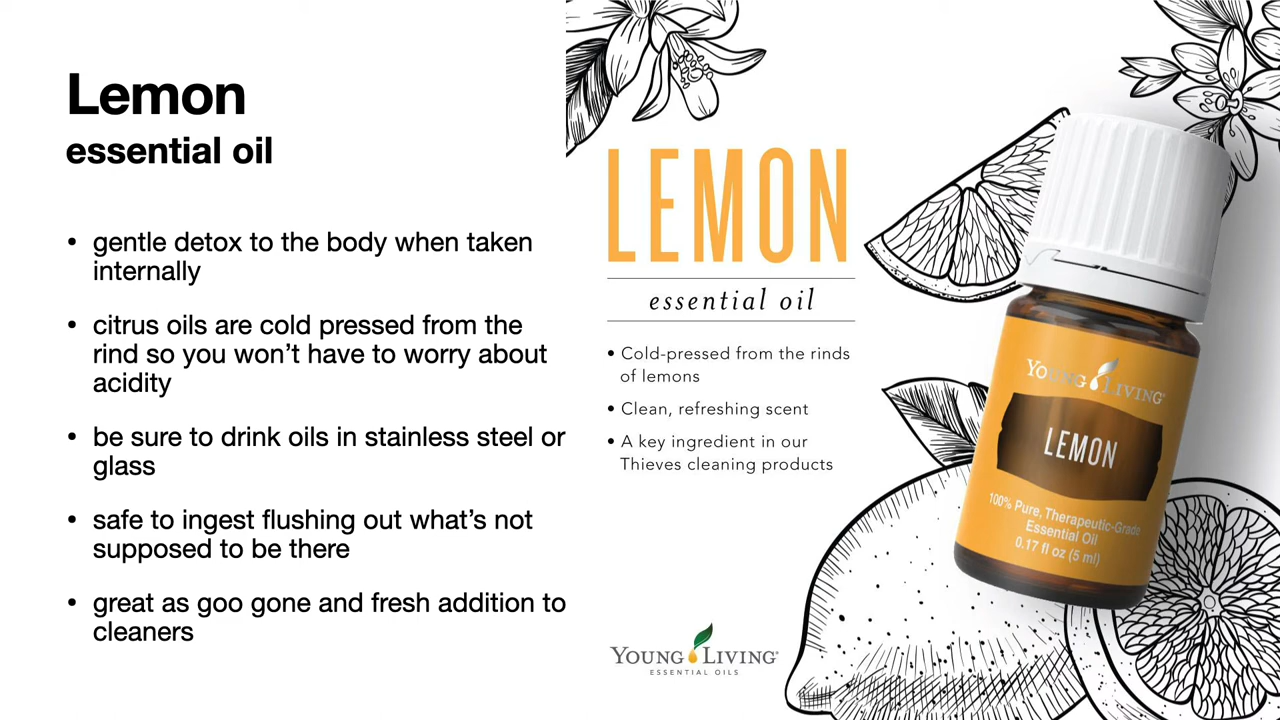 Lemon
essential oil
• gentle detox to the body when taken
internally
• citrus oils are cold pressed from the
rind so you won’t have to worry about
acidity
• be sure to drink oils in stainless steel or
glass
• safe to ingest flushing out what’s not
supposed to be there
• great as goo gone and fresh addition to
cleaners
LEMON
essential oil
• Cold-pressed from the rinds
of lemons
• Clean, refreshing scent
• A key ingredient in our
Thieves cleaning products
YOUNG LIVING®
ESSENTIAL OILS
YOUNG LIVING®
LEMON
100% Pure, Therapeutic-Grade
Essential Oil
0.17 fl oz (5 ml)